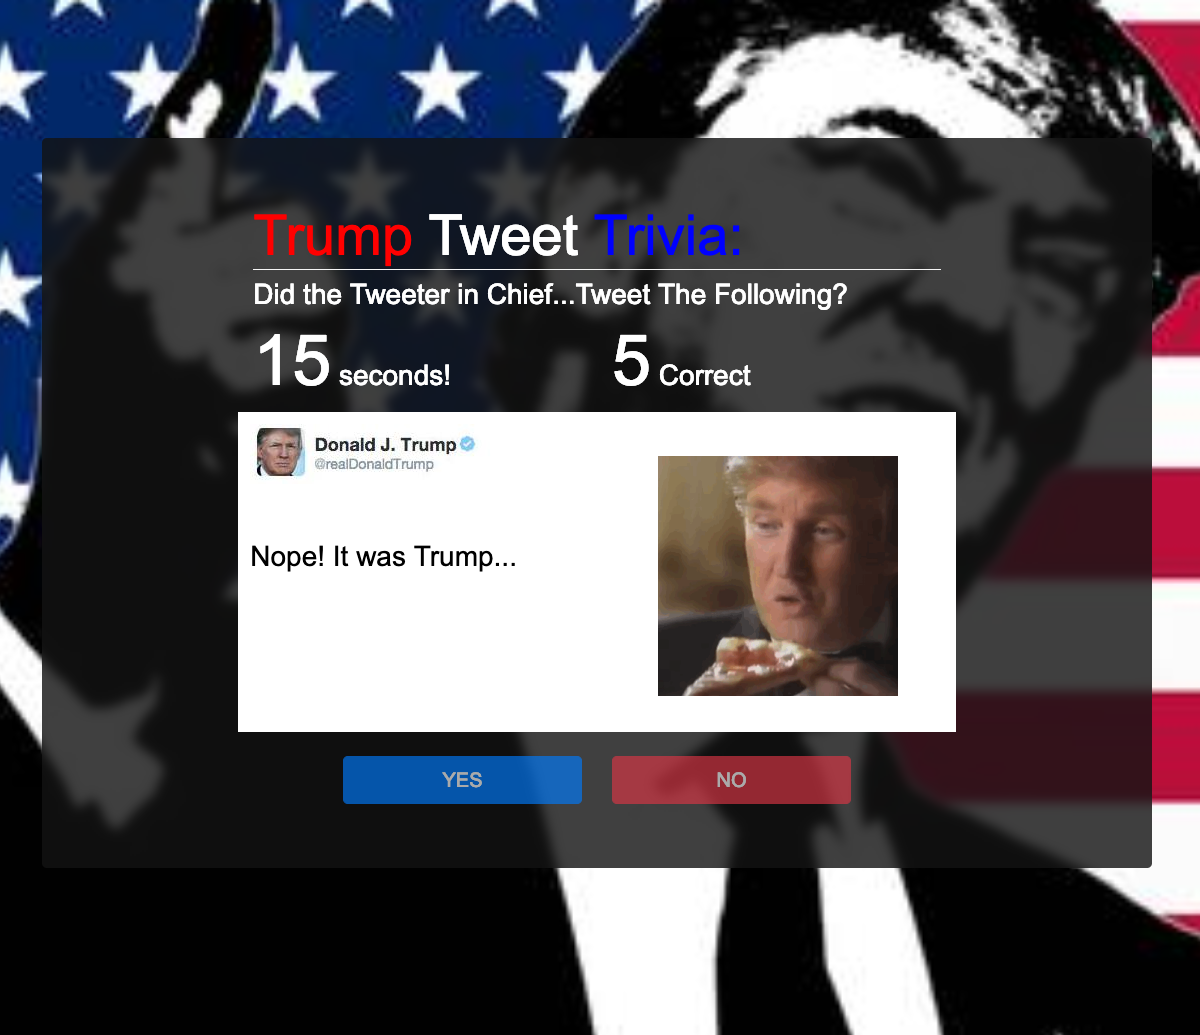 Trump Tweet Trivia:
Did the Tweeter in Chief...Tweet The Following?
15 seconds!
5 Correct
Donald J. Trump
@realDonaldTrump
Nope! It was Trump...
YES
NO